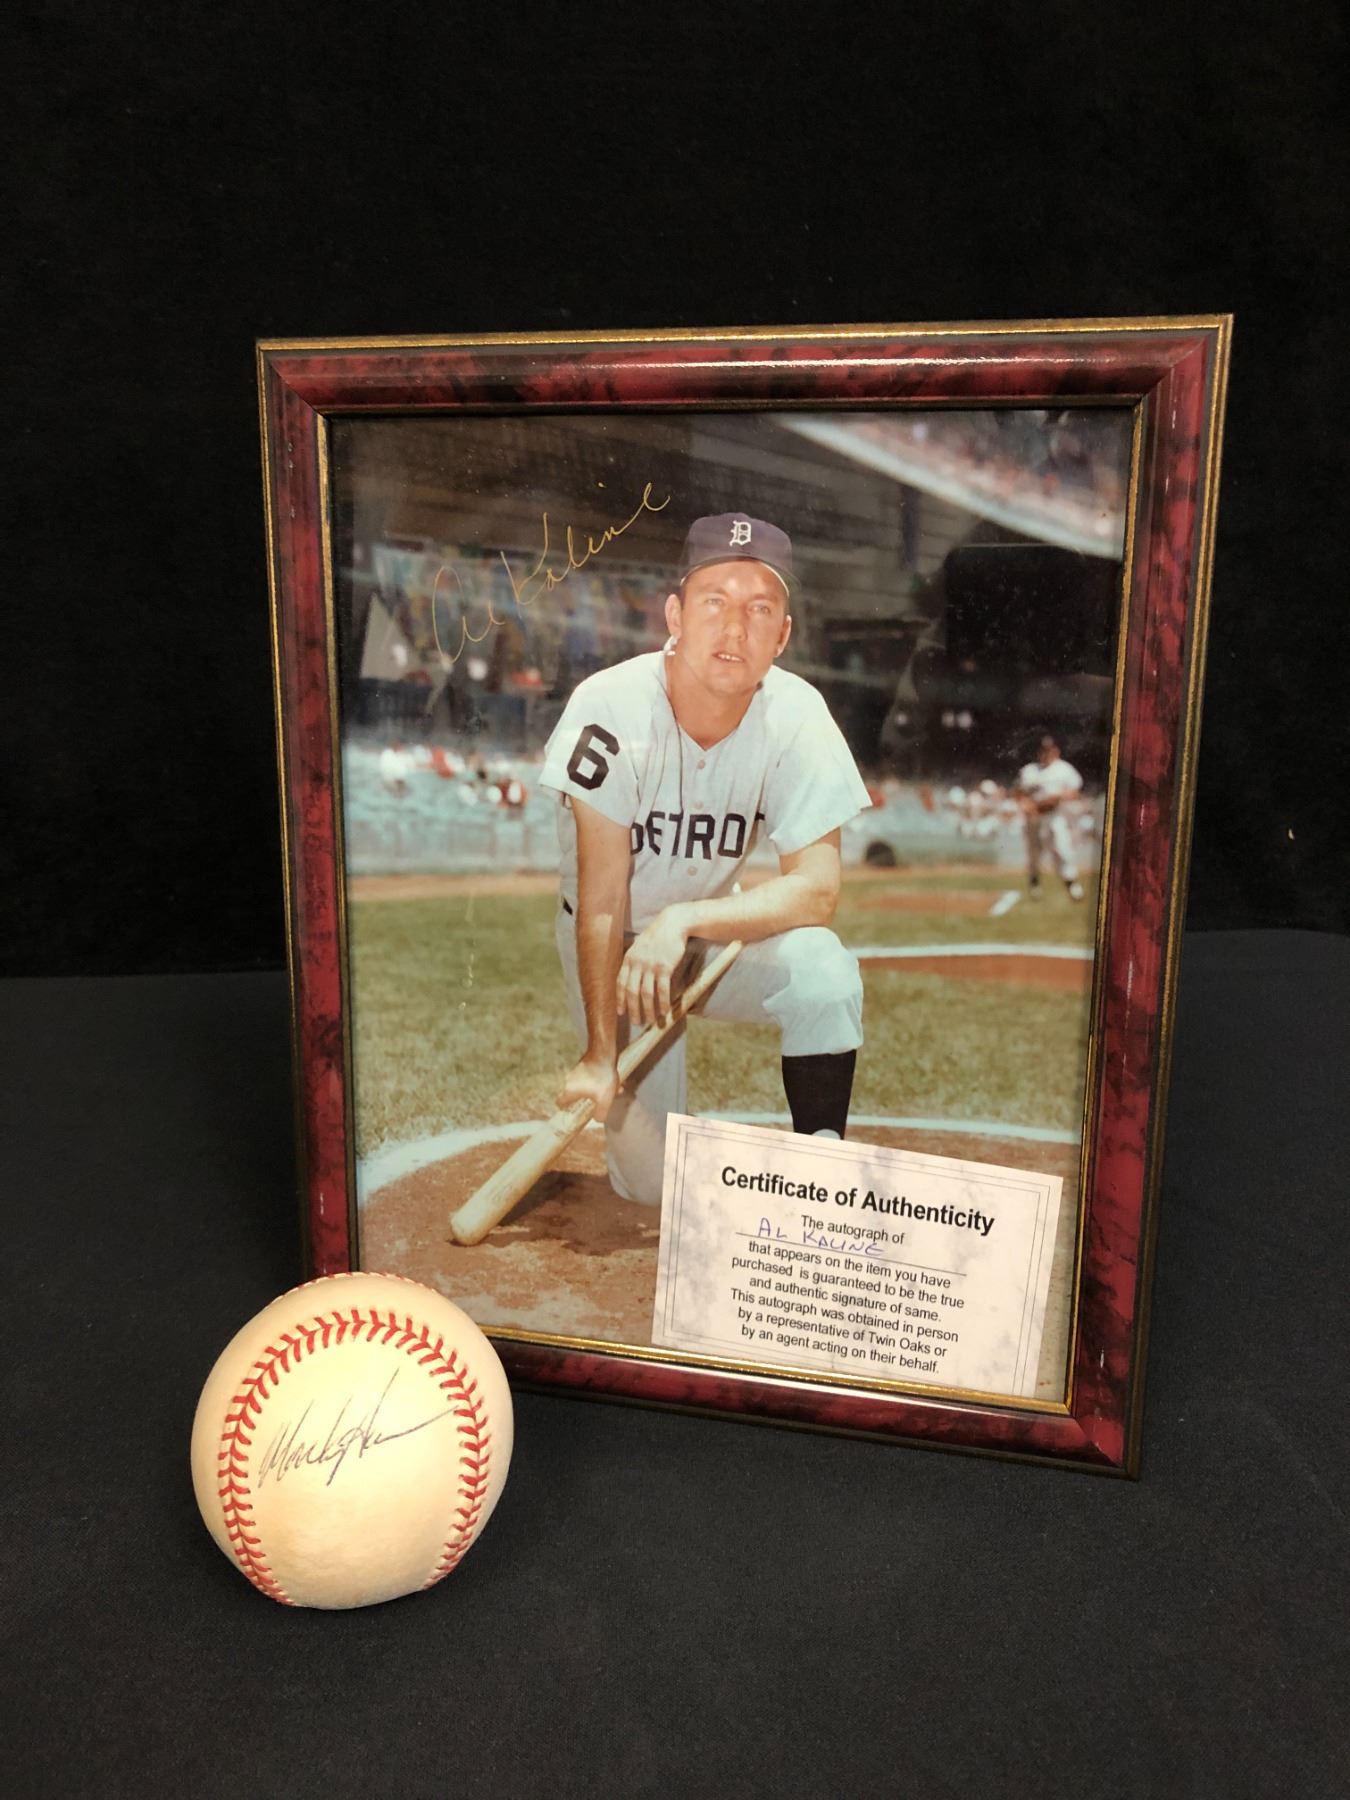 Al Kaline
D
6
DETROIT
Certificate of Authenticity
The autograph of
AL KALINE
that appears on the item you have
purchased is guaranteed to be the true
and authentic signature of same.
This autograph was obtained in person
by a representative of Twin Oaks or
by an agent acting on their behalf.